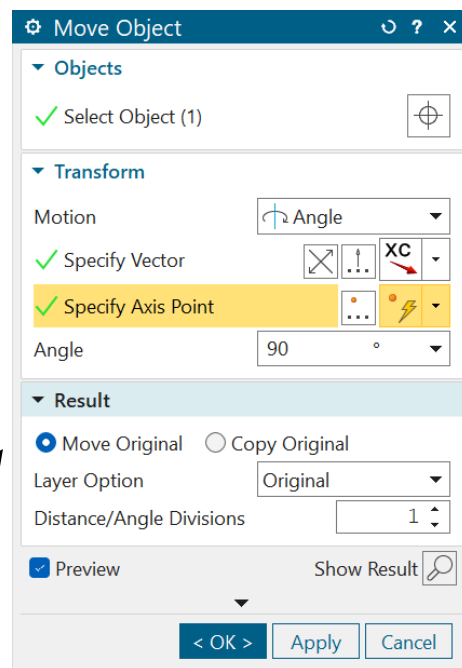 Move Object ?
Objects
Select Object (1)
Transform
Motion Angle
Specify Vector XC
Specify Axis Point
Angle 90 °
Result
Move Original Copy Original
Layer Option Original
Distance/Angle Divisions 1
Preview Show Result
< OK > Apply Cancel